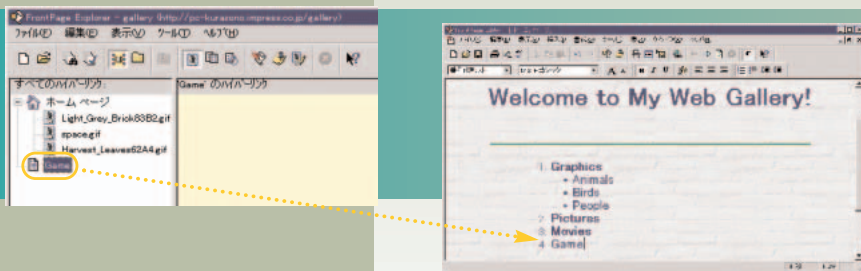 FrontPage Explorer - gallery (http://pc-kurazono.impress.co.jp/gallery)
ファイル(F) 編集(E) 表示(V) ツール(T) ヘルプ(H)
すべてのハイパーリンク:
'Game' のハイパーリンク
ホーム ページ
Light_Grey_Brick83B2.gif
space.gif
Harvest_Leaves62A4.gif
Game
Welcome to My Web Gallery!
1. Graphics
• Animals
• Birds
• People
2. Pictures
3. Movies
4. Game